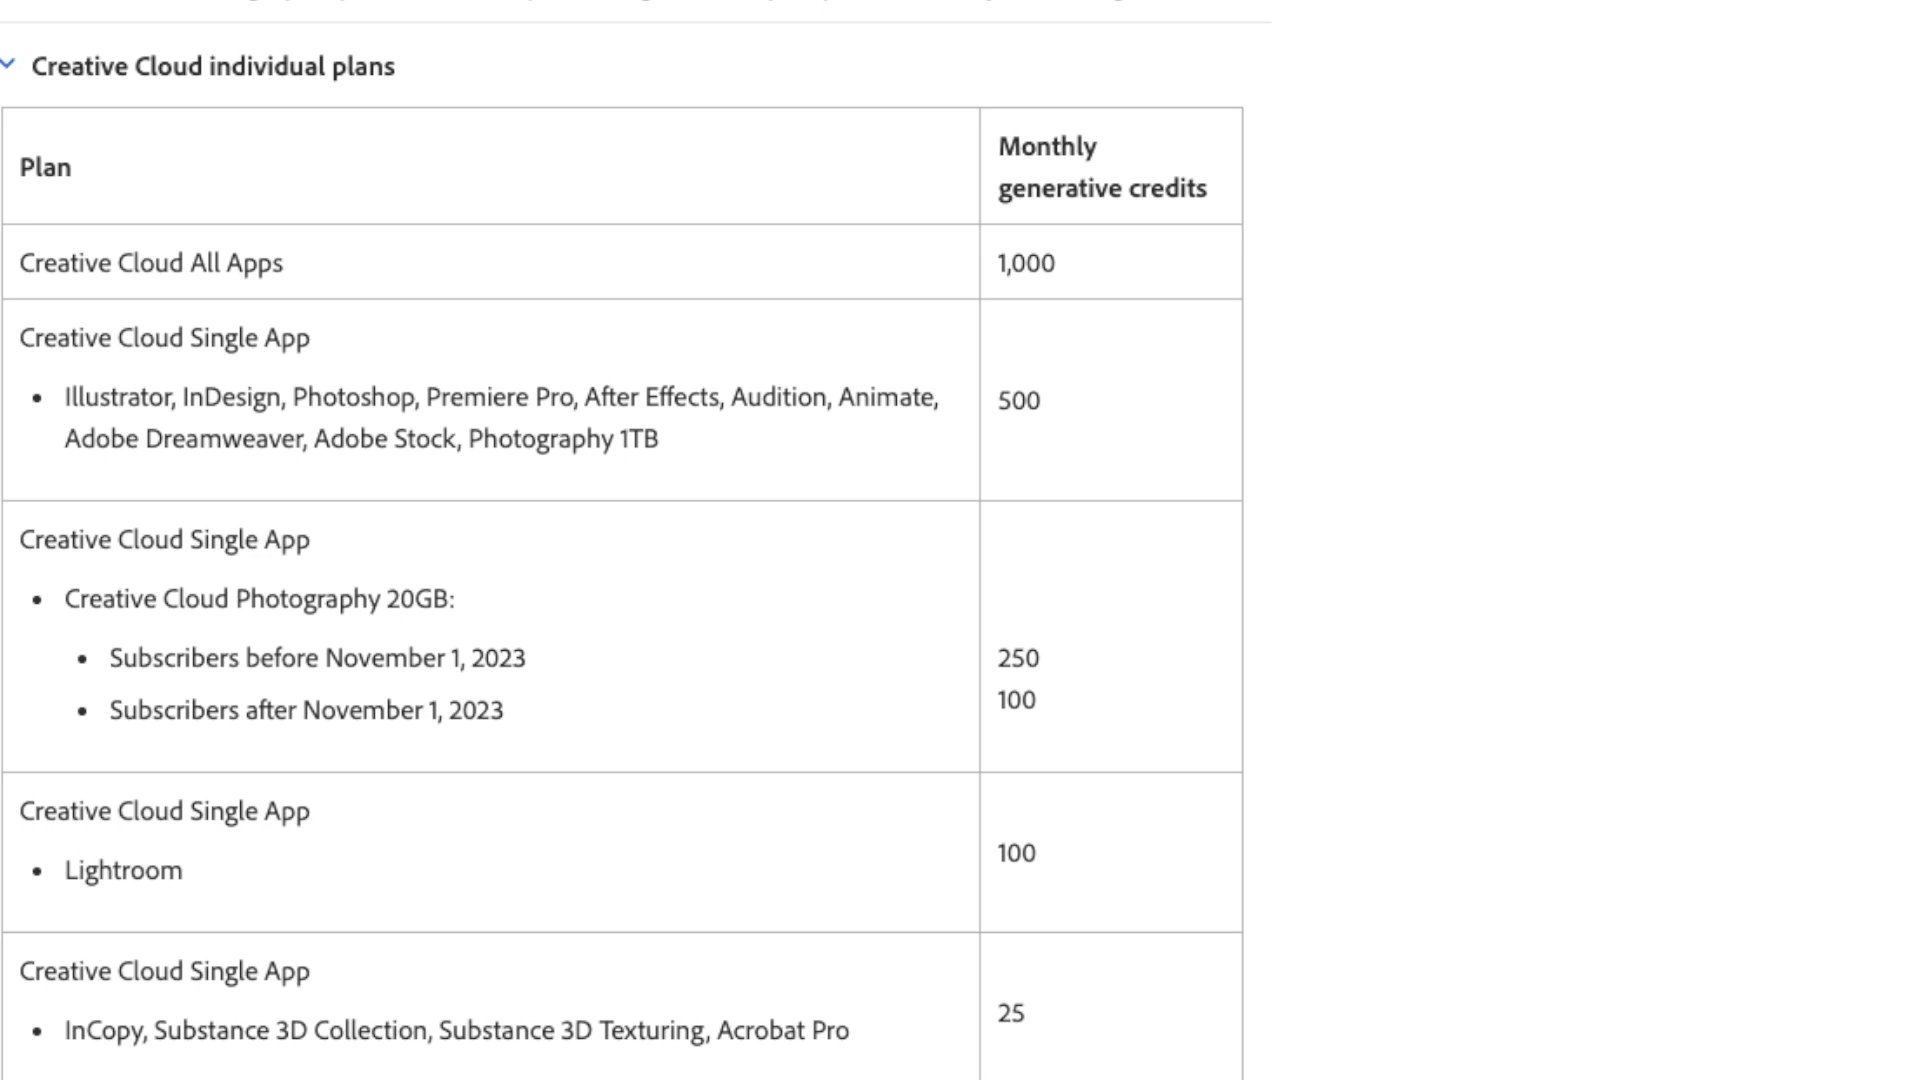 Creative Cloud individual plans
Plan
Monthly
generative credits
Creative Cloud All Apps
1,000
Creative Cloud Single App
• Illustrator, InDesign, Photoshop, Premiere Pro, After Effects, Audition, Animate,
Adobe Dreamweaver, Adobe Stock, Photography 1TB
500
Creative Cloud Single App
• Creative Cloud Photography 20GB:
• Subscribers before November 1, 2023
250
• Subscribers after November 1, 2023
100
Creative Cloud Single App
• Lightroom
100
Creative Cloud Single App
• InCopy, Substance 3D Collection, Substance 3D Texturing, Acrobat Pro
25